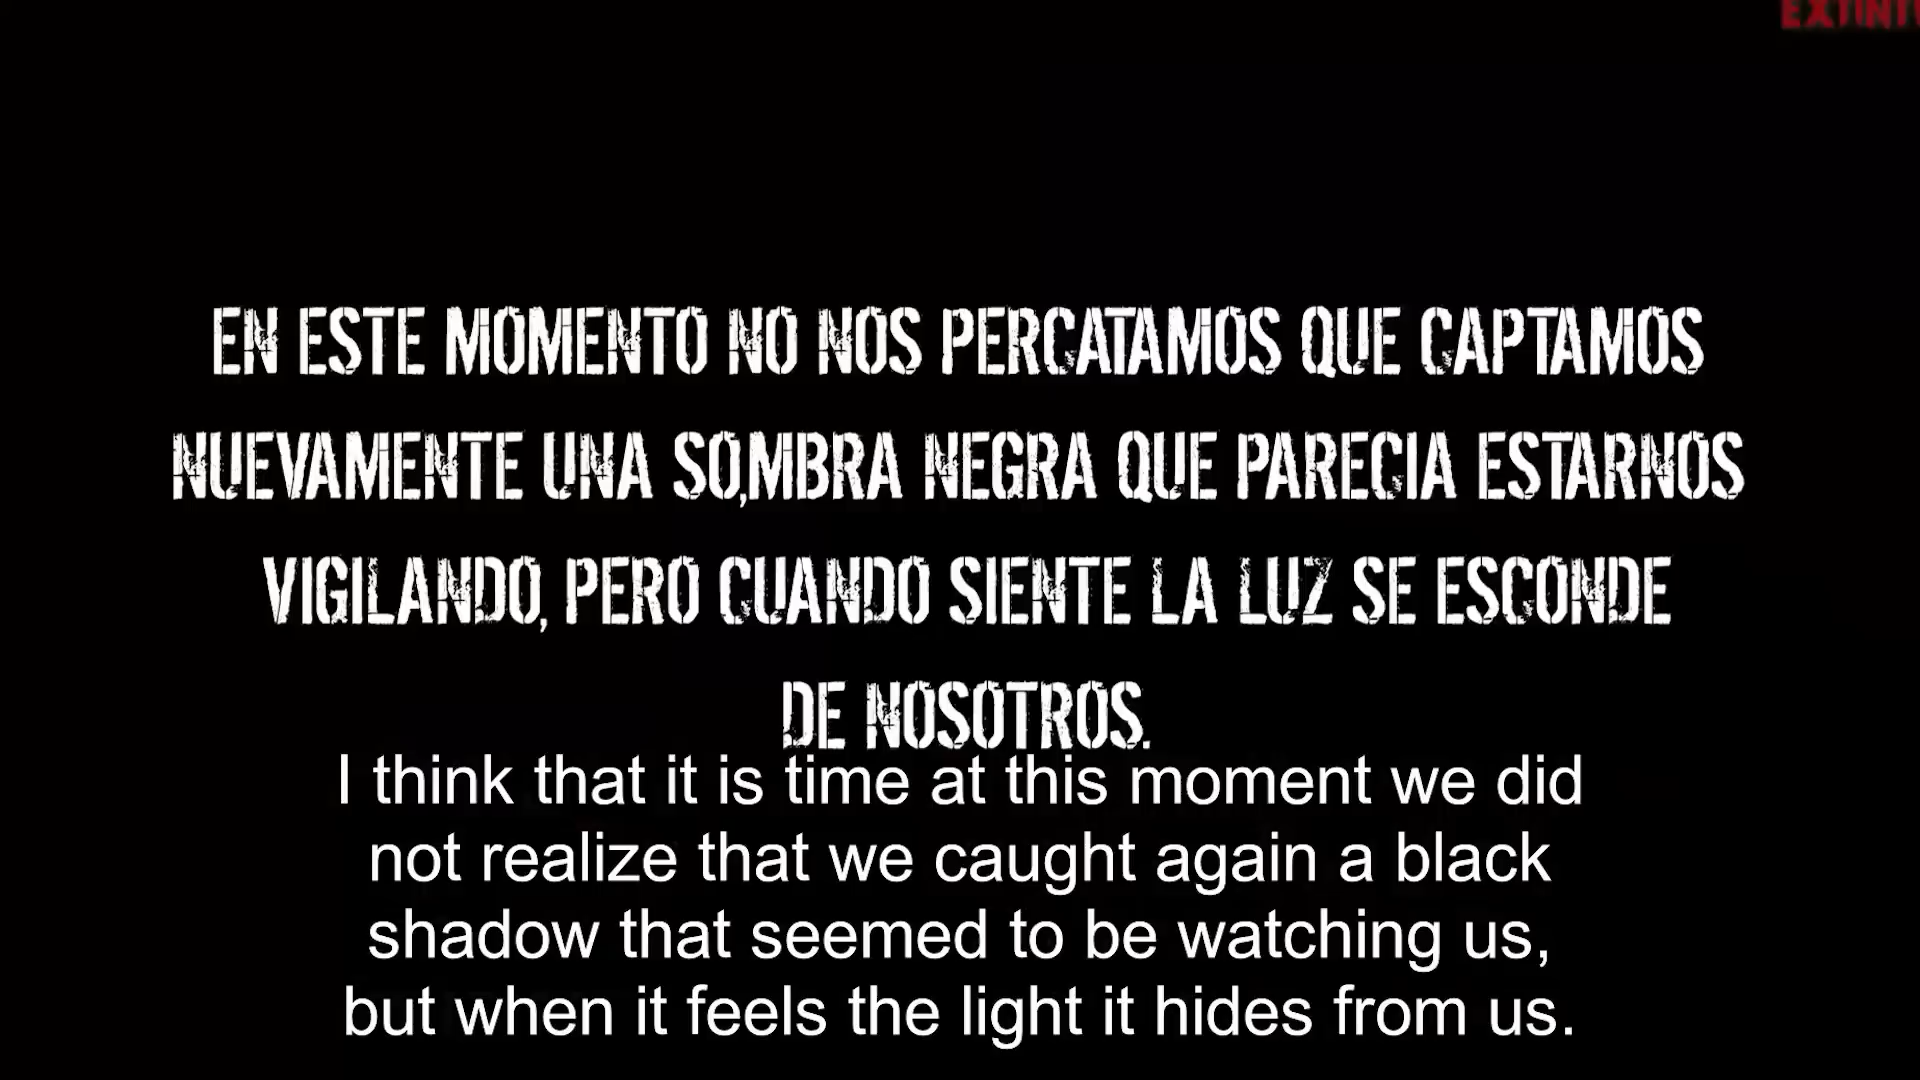 EN ESTE MOMENTO NO NOS PERCATAMOS QUE CAPTAMOS
NUEVAMENTE UNA SO,MBRA NEGRA QUE PARECIA ESTARNOS
VIGILANDO, PERO CUANDO SIENTE LA LUZ SE ESCONDE
DE NOSOTROS.
I think that it is time at this moment we did
not realize that we caught again a black
shadow that seemed to be watching us,
but when it feels the light it hides from us.